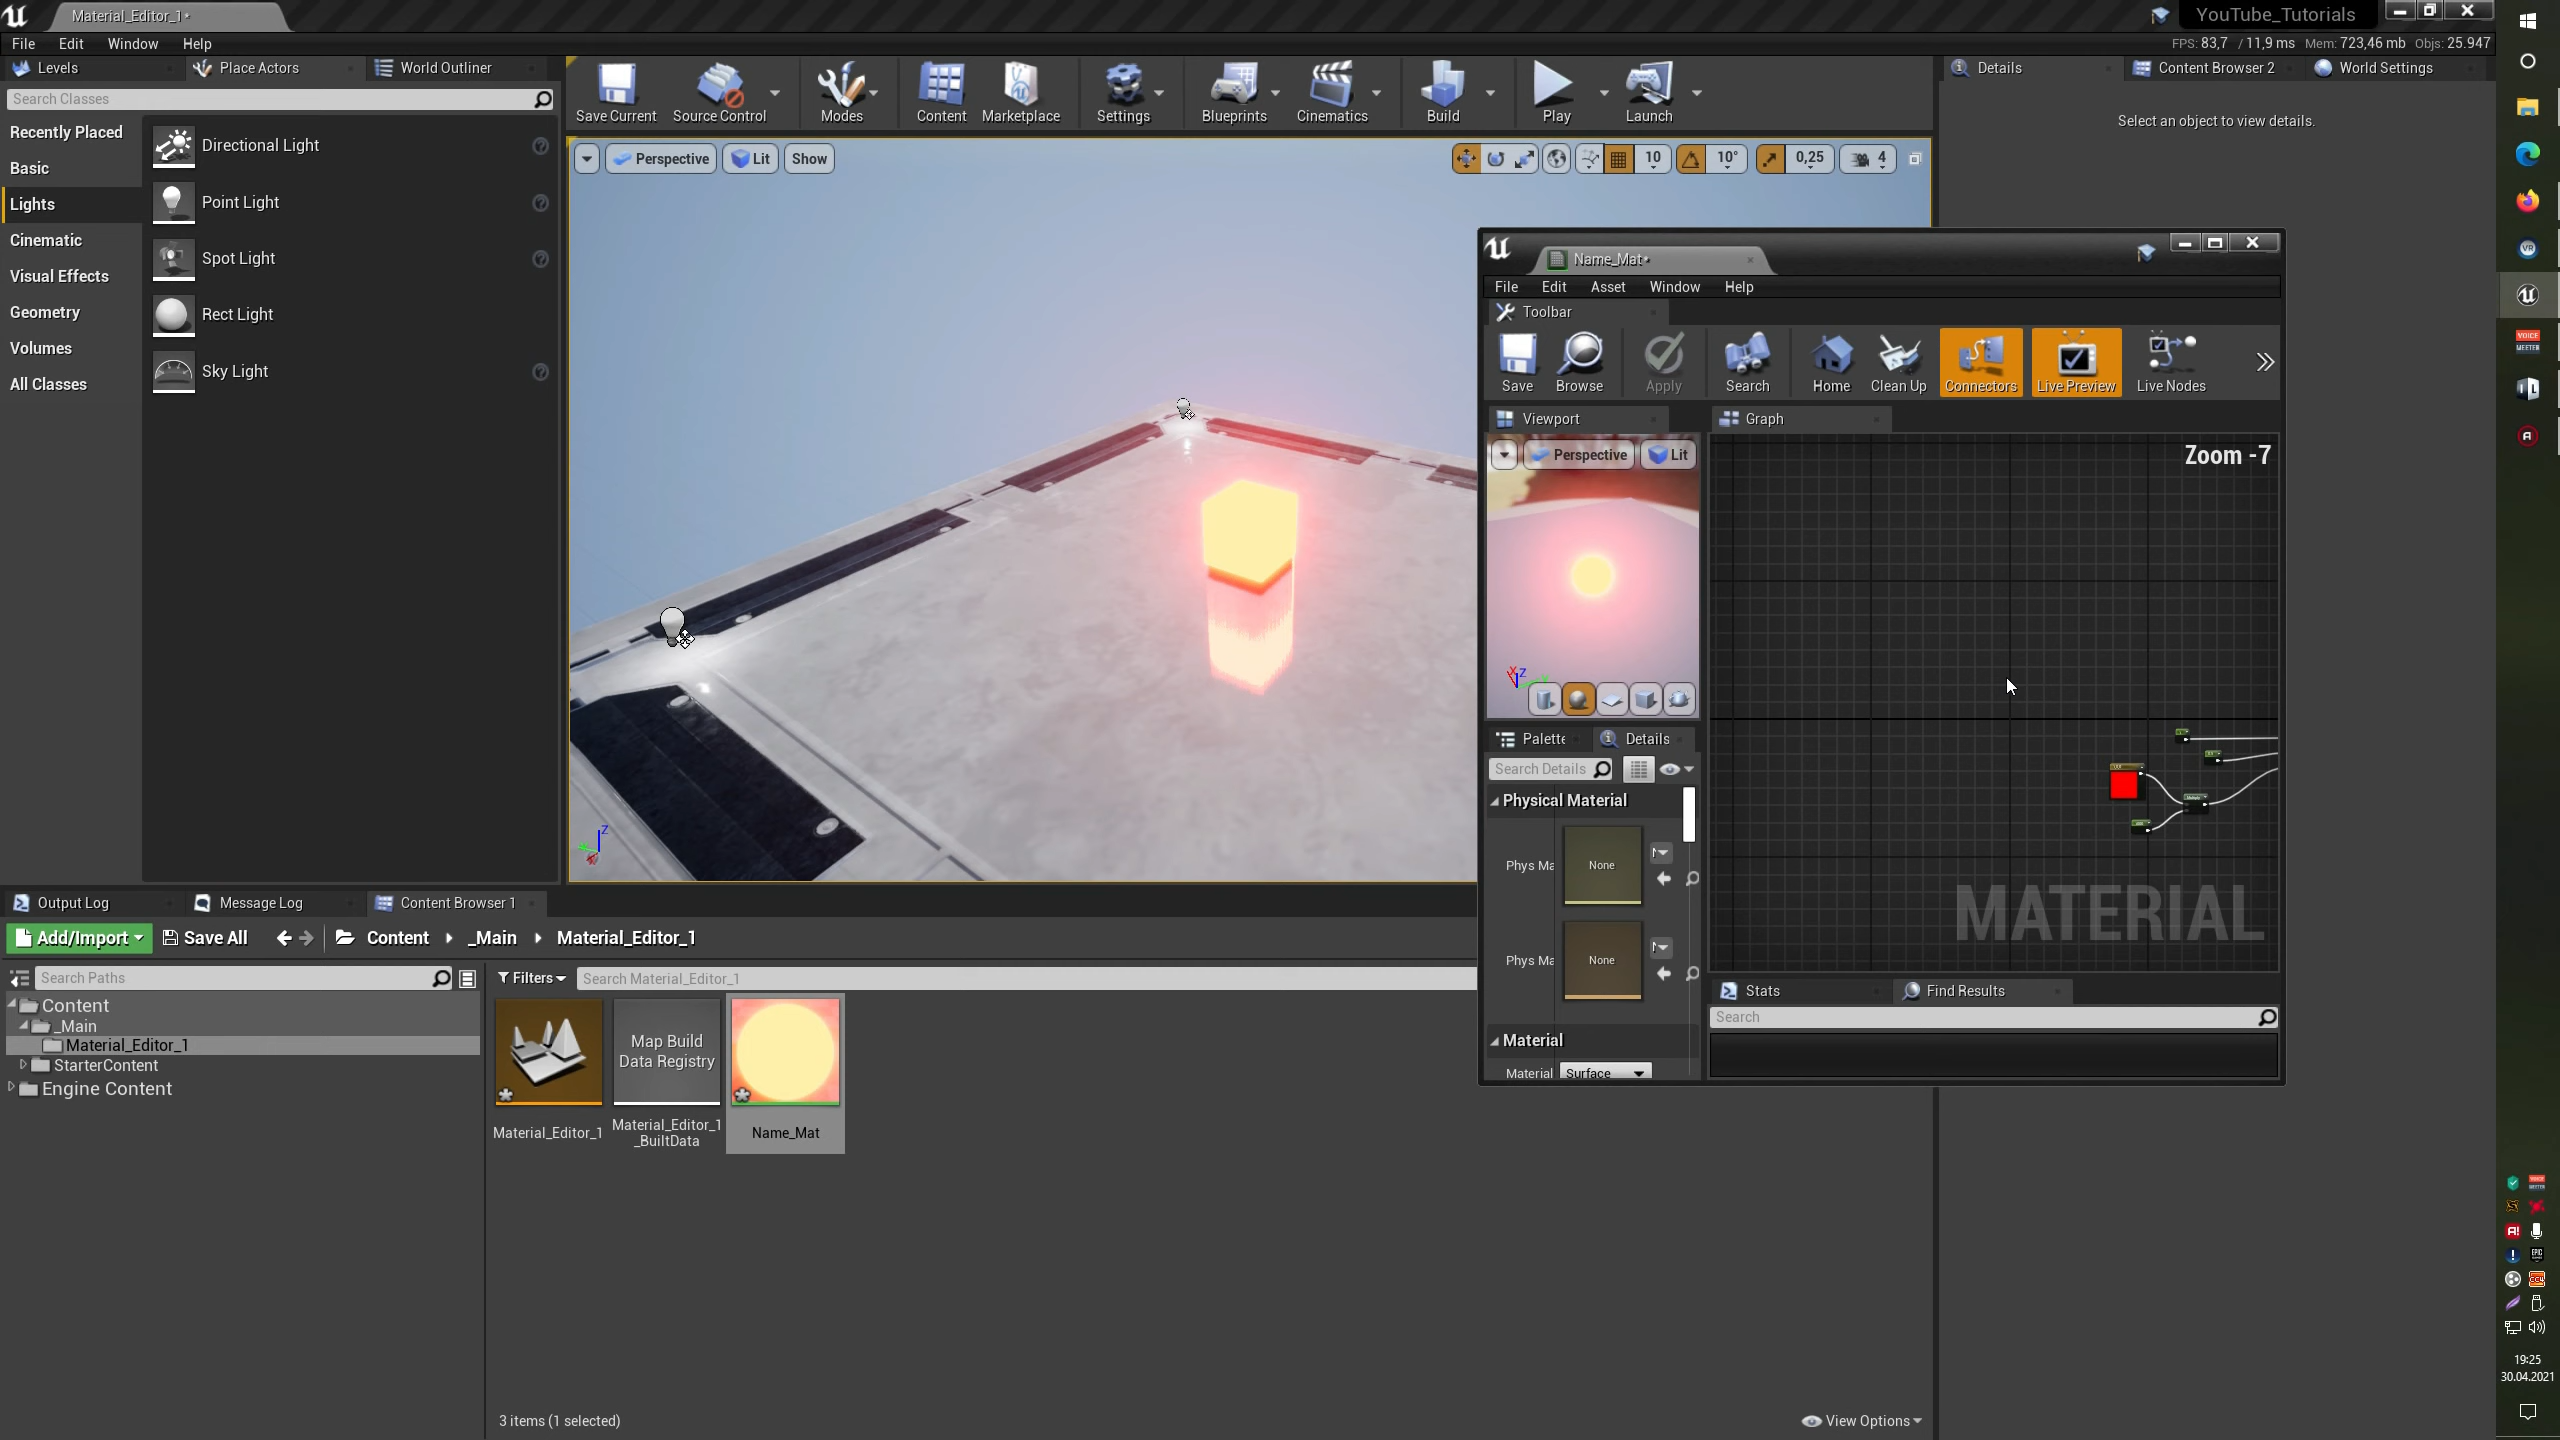 Material_Editor_1*
YouTube_Tutorials
File Edit Window Help
FPS: 83,7 / 11,9 ms Mem: 723,46 mb Objs: 25.947
Levels
Place Actors
World Outliner
Search Classes
Recently Placed
Basic
Lights
Cinematic
Visual Effects
Geometry
Volumes
All Classes
Directional Light
Point Light
Spot Light
Rect Light
Sky Light
Save Current
Source Control
Modes
Content
Marketplace
Settings
Blueprints
Cinematics
Build
Play
Launch
Perspective
Lit
Show
10
10°
0,25
4
Z
Details
Content Browser 2
World Settings
Select an object to view details.
Name_Mat*
File Edit Asset Window Help
Toolbar
Save
Browse
Apply
Search
Home
Clean Up
Connectors
Live Preview
Live Nodes
Viewport
Perspective
Lit
Graph
Zoom -7
MATERIAL
Palette
Details
Search Details
Physical Material
Phys Ma
None
Phys Ma
None
Material
Material
Surface
Stats
Find Results
Search
Output Log
Message Log
Content Browser 1
Add/Import
Save All
Content
_Main
Material_Editor_1
Search Paths
Filters
Search Material_Editor_1
Content
_Main
Material_Editor_1
StarterContent
Engine Content
Map Build
Data Registry
Material_Editor_1
Material_Editor_1
_BuiltData
Name_Mat
3 items (1 selected)
View Options
VOICE
MEETER
19:25
30.04.2021